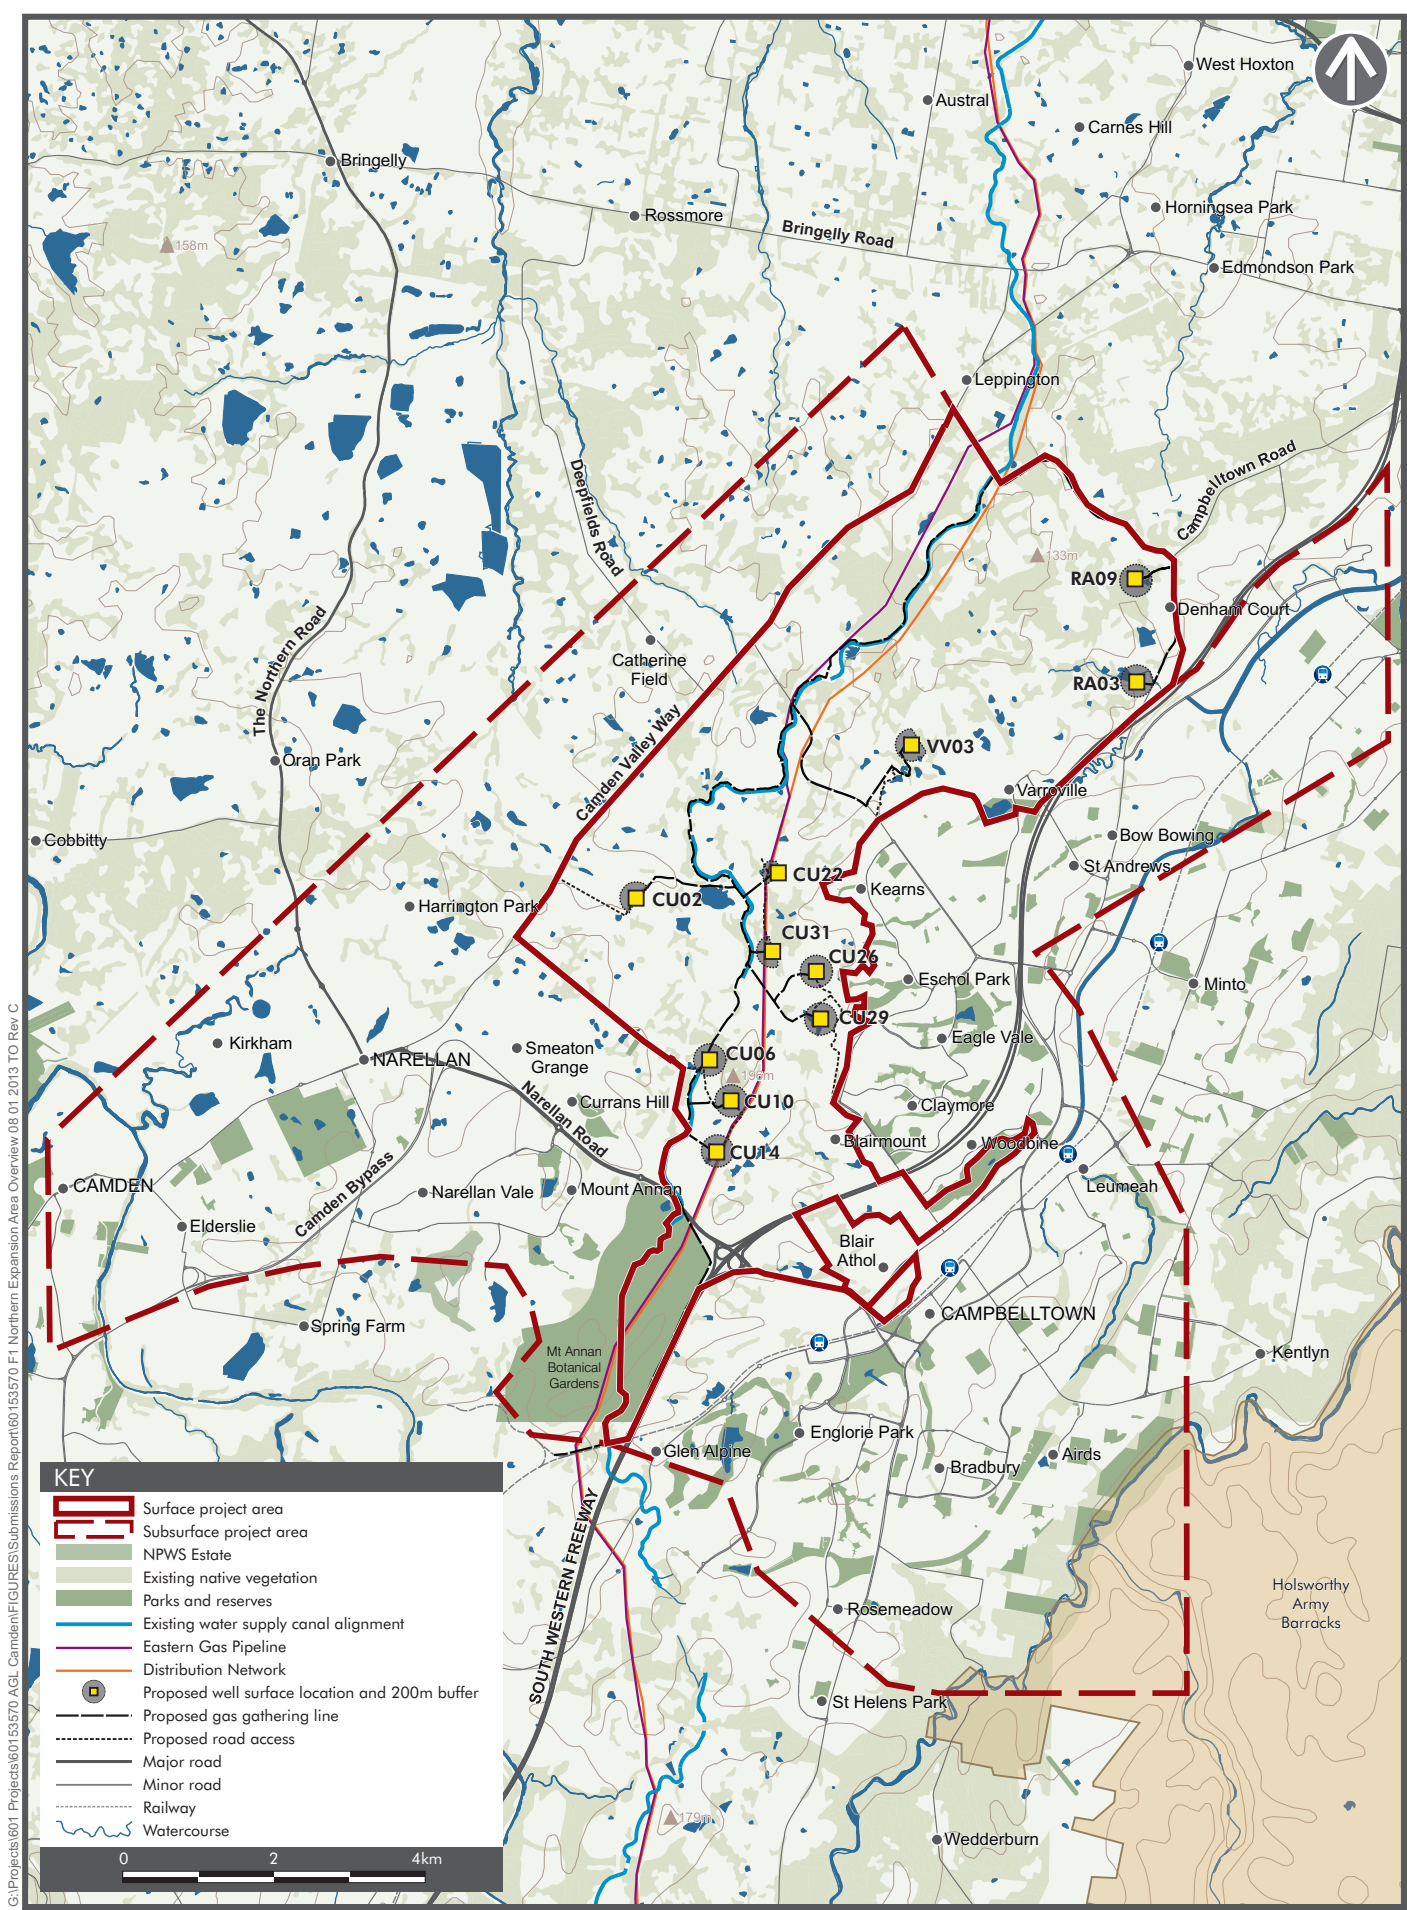 West Hoxton
Austral
Carnes Hill
Bringelly
Horningsea Park
Rossmore
Bringelly Road
158m
Edmondson Park
Leppington
Campbelltown Road
Deepfields Road
133m
RA09
Denham Court
The Northern Road
Catherine
Field
RA03
Camden Valley Way
VV03
Oran Park
Varroville
Cobbitty
Bow Bowing
St Andrews
CU22
Kearns
CU02
Harrington Park
CU31
CU26
Eschol Park
Minto
CU29
Eagle Vale
Kirkham
Smeaton
Grange
NARELLAN
CU06
196m
Narellan Road
Currans Hill
CU10
Claymore
Blairmount
Woodbine
CU14
CAMDEN
Camden Bypass
Narellan Vale
Mount Annan
Leumeah
Elderslie
Blair
Athol
CAMPBELLTOWN
Spring Farm
Mt Annan
Botanical
Gardens
Kentlyn
Englorie Park
Glen Alpine
Airds
Bradbury
SOUTH WESTERN FREEWAY
Holsworthy
Army
Barracks
Rosemeadow
St Helens Park
179m
Wedderburn
KEY
Surface project area
Subsurface project area
NPWS Estate
Existing native vegetation
Parks and reserves
Existing water supply canal alignment
Eastern Gas Pipeline
Distribution Network
Proposed well surface location and 200m buffer
Proposed gas gathering line
Proposed road access
Major road
Minor road
Railway
Watercourse
0 2 4km
G:\Projects\601 Projects\60153570 AGL Camden\FIGURES\Submissions Report\60153570 F1 Northern Expansion Area Overview 08 01 2013 TO Rev C